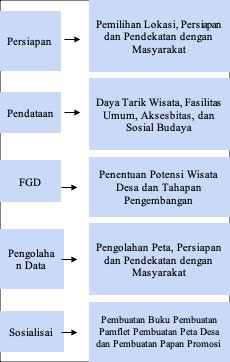 Persiapan
Pemilihan Lokasi, Persiapan
dan Pendekatan dengan
Masyarakat
Pendataan
Daya Tarik Wisata, Fasilitas
Umum, Aksesbitas, dan
Sosial Budaya
FGD
Penentuan Potensi Wisata
Desa dan Tahapan
Pengembangan
Pengolaha
n Data
Pengolahan Peta, Persiapan
dan Pendekatan dengan
Masyarakat
Sosialisai
Pembuatan Buku Pembuatan
Pamflet Pembuatan Peta Desa
dan Pembuatan Papan Promosi